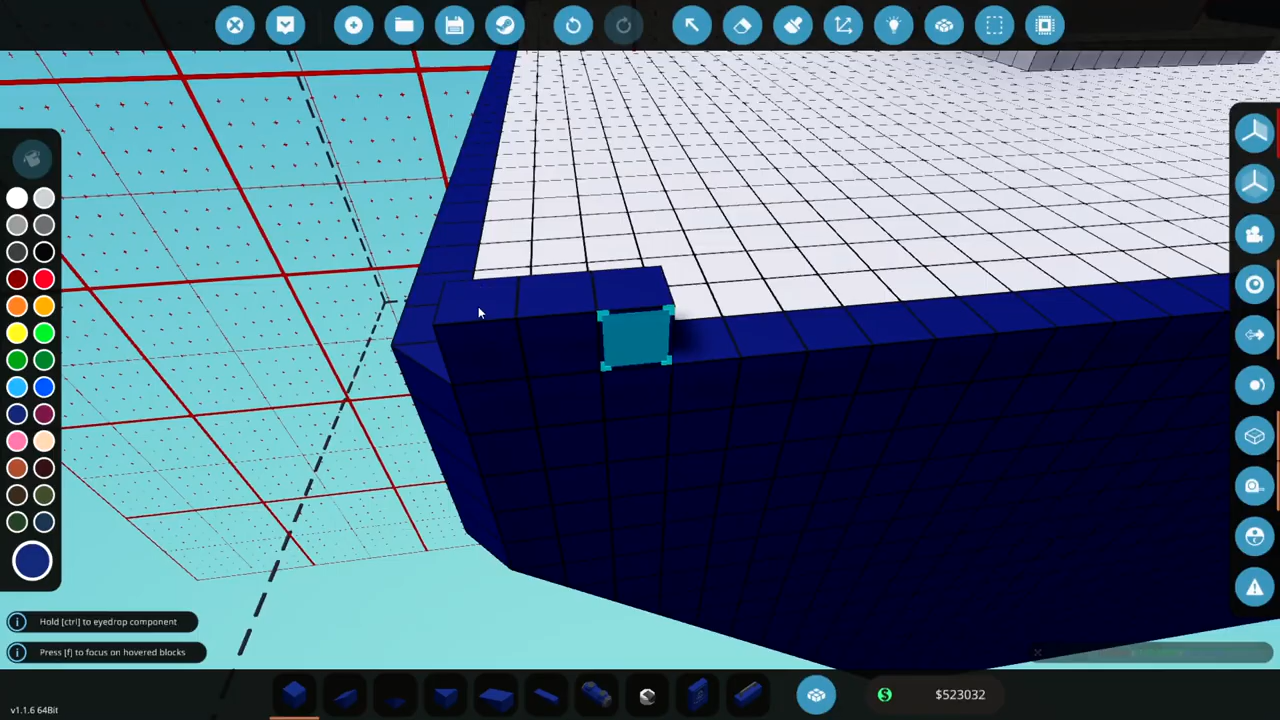 Hold [ctrl] to eyedrop component
Press [f] to focus on hovered blocks
$523032
v1.1.6 64Bit